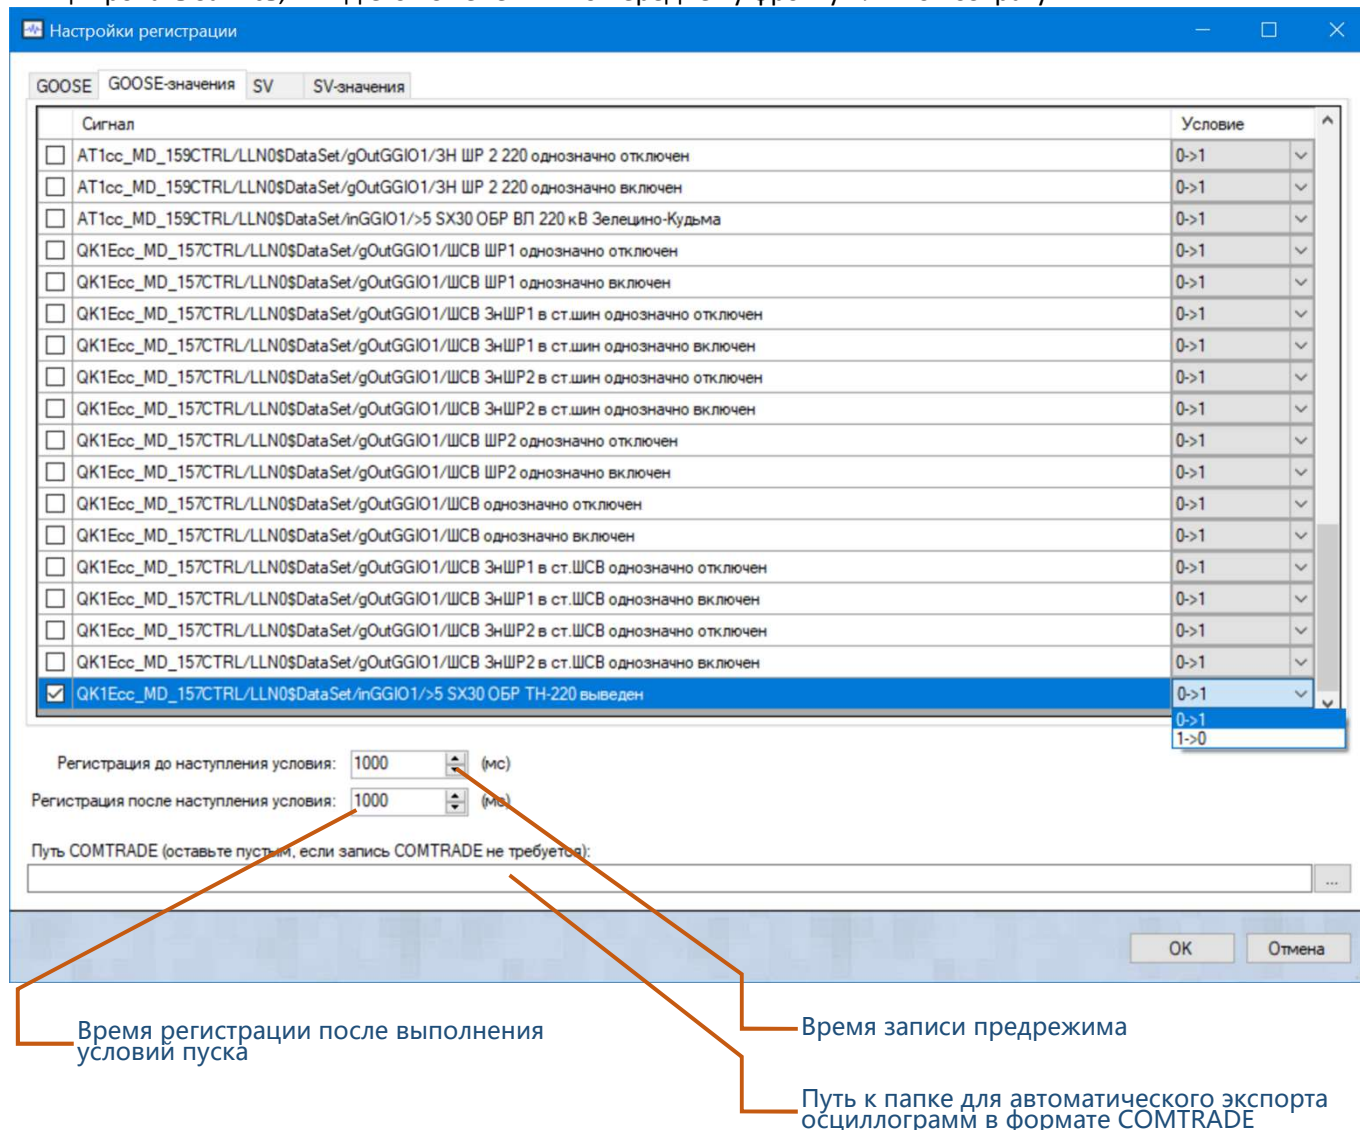 Настройки регистрации
GOOSE GOOSE-значения SV SV-значения
Сигнал Условие
AT1cc_MD_159CTRL/LLN0$DataSet/gOutGGIO1/ЗН ШР 2 220 однозначно отключен 0->1
AT1cc_MD_159CTRL/LLN0$DataSet/gOutGGIO1/ЗН ШР 2 220 однозначно включен 0->1
AT1cc_MD_159CTRL/LLN0$DataSet/inGGIO1/>5 SX30 ОБР ВЛ 220 кВ Зелецино-Кудьма 0->1
QK1Ecc_MD_157CTRL/LLN0$DataSet/gOutGGIO1/ШСВ ШР1 однозначно отключен 0->1
QK1Ecc_MD_157CTRL/LLN0$DataSet/gOutGGIO1/ШСВ ШР1 однозначно включен 0->1
QK1Ecc_MD_157CTRL/LLN0$DataSet/gOutGGIO1/ШСВ ЗнШР1 в ст.шин однозначно отключен 0->1
QK1Ecc_MD_157CTRL/LLN0$DataSet/gOutGGIO1/ШСВ ЗнШР1 в ст.шин однозначно включен 0->1
QK1Ecc_MD_157CTRL/LLN0$DataSet/gOutGGIO1/ШСВ ЗнШР2 в ст.шин однозначно отключен 0->1
QK1Ecc_MD_157CTRL/LLN0$DataSet/gOutGGIO1/ШСВ ЗнШР2 в ст.шин однозначно включен 0->1
QK1Ecc_MD_157CTRL/LLN0$DataSet/gOutGGIO1/ШСВ ШР2 однозначно отключен 0->1
QK1Ecc_MD_157CTRL/LLN0$DataSet/gOutGGIO1/ШСВ ШР2 однозначно включен 0->1
QK1Ecc_MD_157CTRL/LLN0$DataSet/gOutGGIO1/ШСВ однозначно отключен 0->1
QK1Ecc_MD_157CTRL/LLN0$DataSet/gOutGGIO1/ШСВ однозначно включен 0->1
QK1Ecc_MD_157CTRL/LLN0$DataSet/gOutGGIO1/ШСВ ЗнШР1 в ст.ШСВ однозначно отключен 0->1
QK1Ecc_MD_157CTRL/LLN0$DataSet/gOutGGIO1/ШСВ ЗнШР1 в ст.ШСВ однозначно включен 0->1
QK1Ecc_MD_157CTRL/LLN0$DataSet/gOutGGIO1/ШСВ ЗнШР2 в ст.ШСВ однозначно отключен 0->1
QK1Ecc_MD_157CTRL/LLN0$DataSet/gOutGGIO1/ШСВ ЗнШР2 в ст.ШСВ однозначно включен 0->1
QK1Ecc_MD_157CTRL/LLN0$DataSet/inGGIO1/>5 SX30 ОБР ТН-220 выведен 0->1
0->1
1->0
Регистрация до наступления условия: 1000 (мс)
Регистрация после наступления условия: 1000 (мс)
Путь COMTRADE (оставьте пустым, если запись COMTRADE не требуется):
...
OK Отмена
Время регистрации после выполнения
условий пуска
Время записи предрежима
Путь к папке для автоматического экспорта
осциллограмм в формате COMTRADE